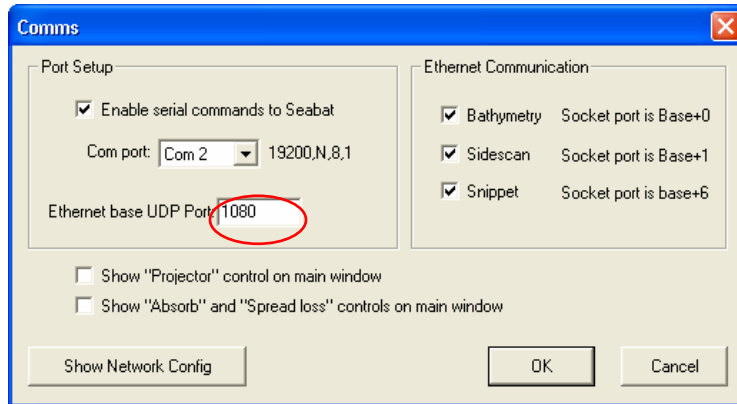 Comms
Port Setup
Enable serial commands to Seabat
Com port: Com 2 19200,N,8,1
Ethernet base UDP Port: 1080
Ethernet Communication
Bathymetry Socket port is Base+0
Sidescan Socket port is Base+1
Snippet Socket port is base+6
Show "Projector" control on main window
Show "Absorb" and "Spread loss" controls on main window
Show Network Config
OK
Cancel